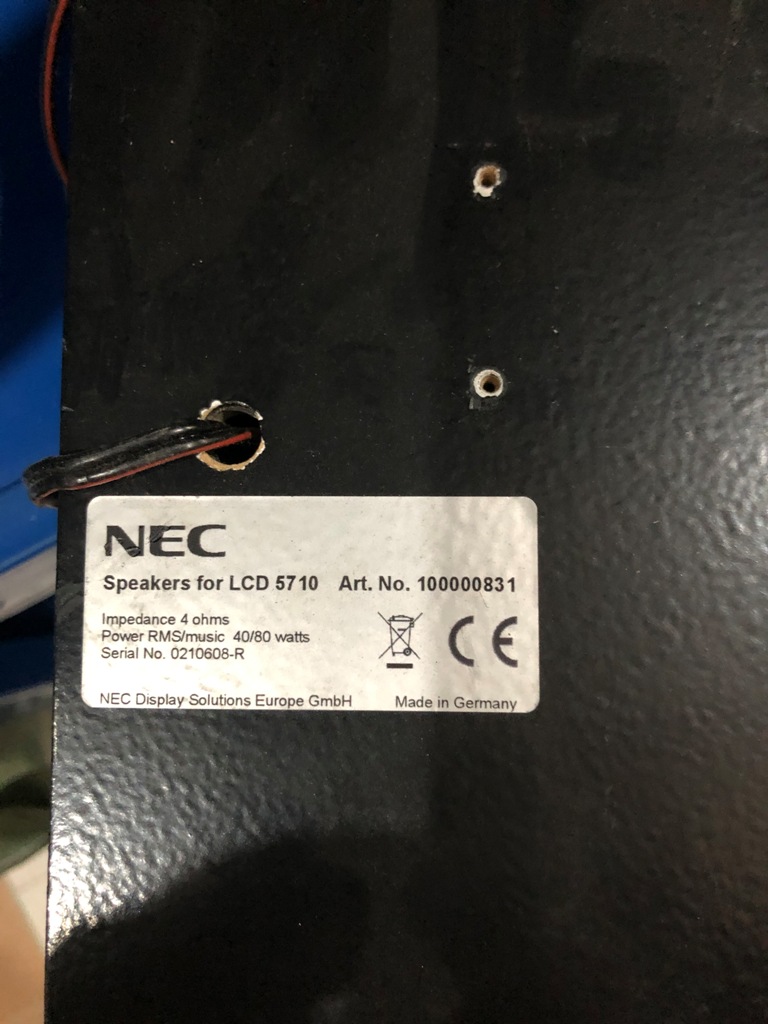 NEC
Speakers for LCD 5710 Art. No. 100000831
Impedance 4 ohms
Power RMS/music 40/80 watts
Serial No. 0210608-R
CE
NEC Display Solutions Europe GmbH Made in Germany